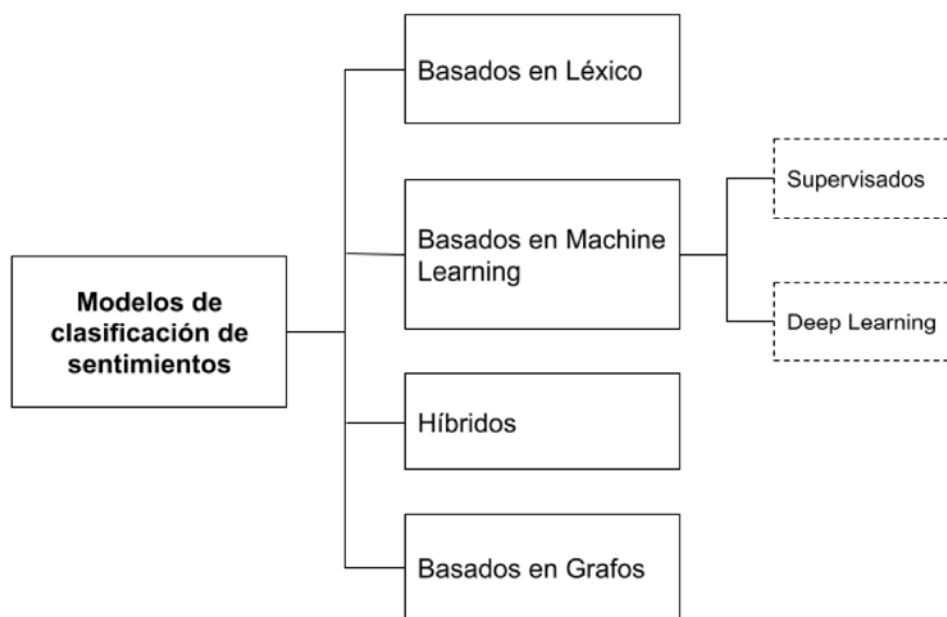 Modelos de
clasificación de
sentimientos
Basados en Léxico
Basados en Machine
Learning
Híbridos
Basados en Grafos
Supervisados
Deep Learning